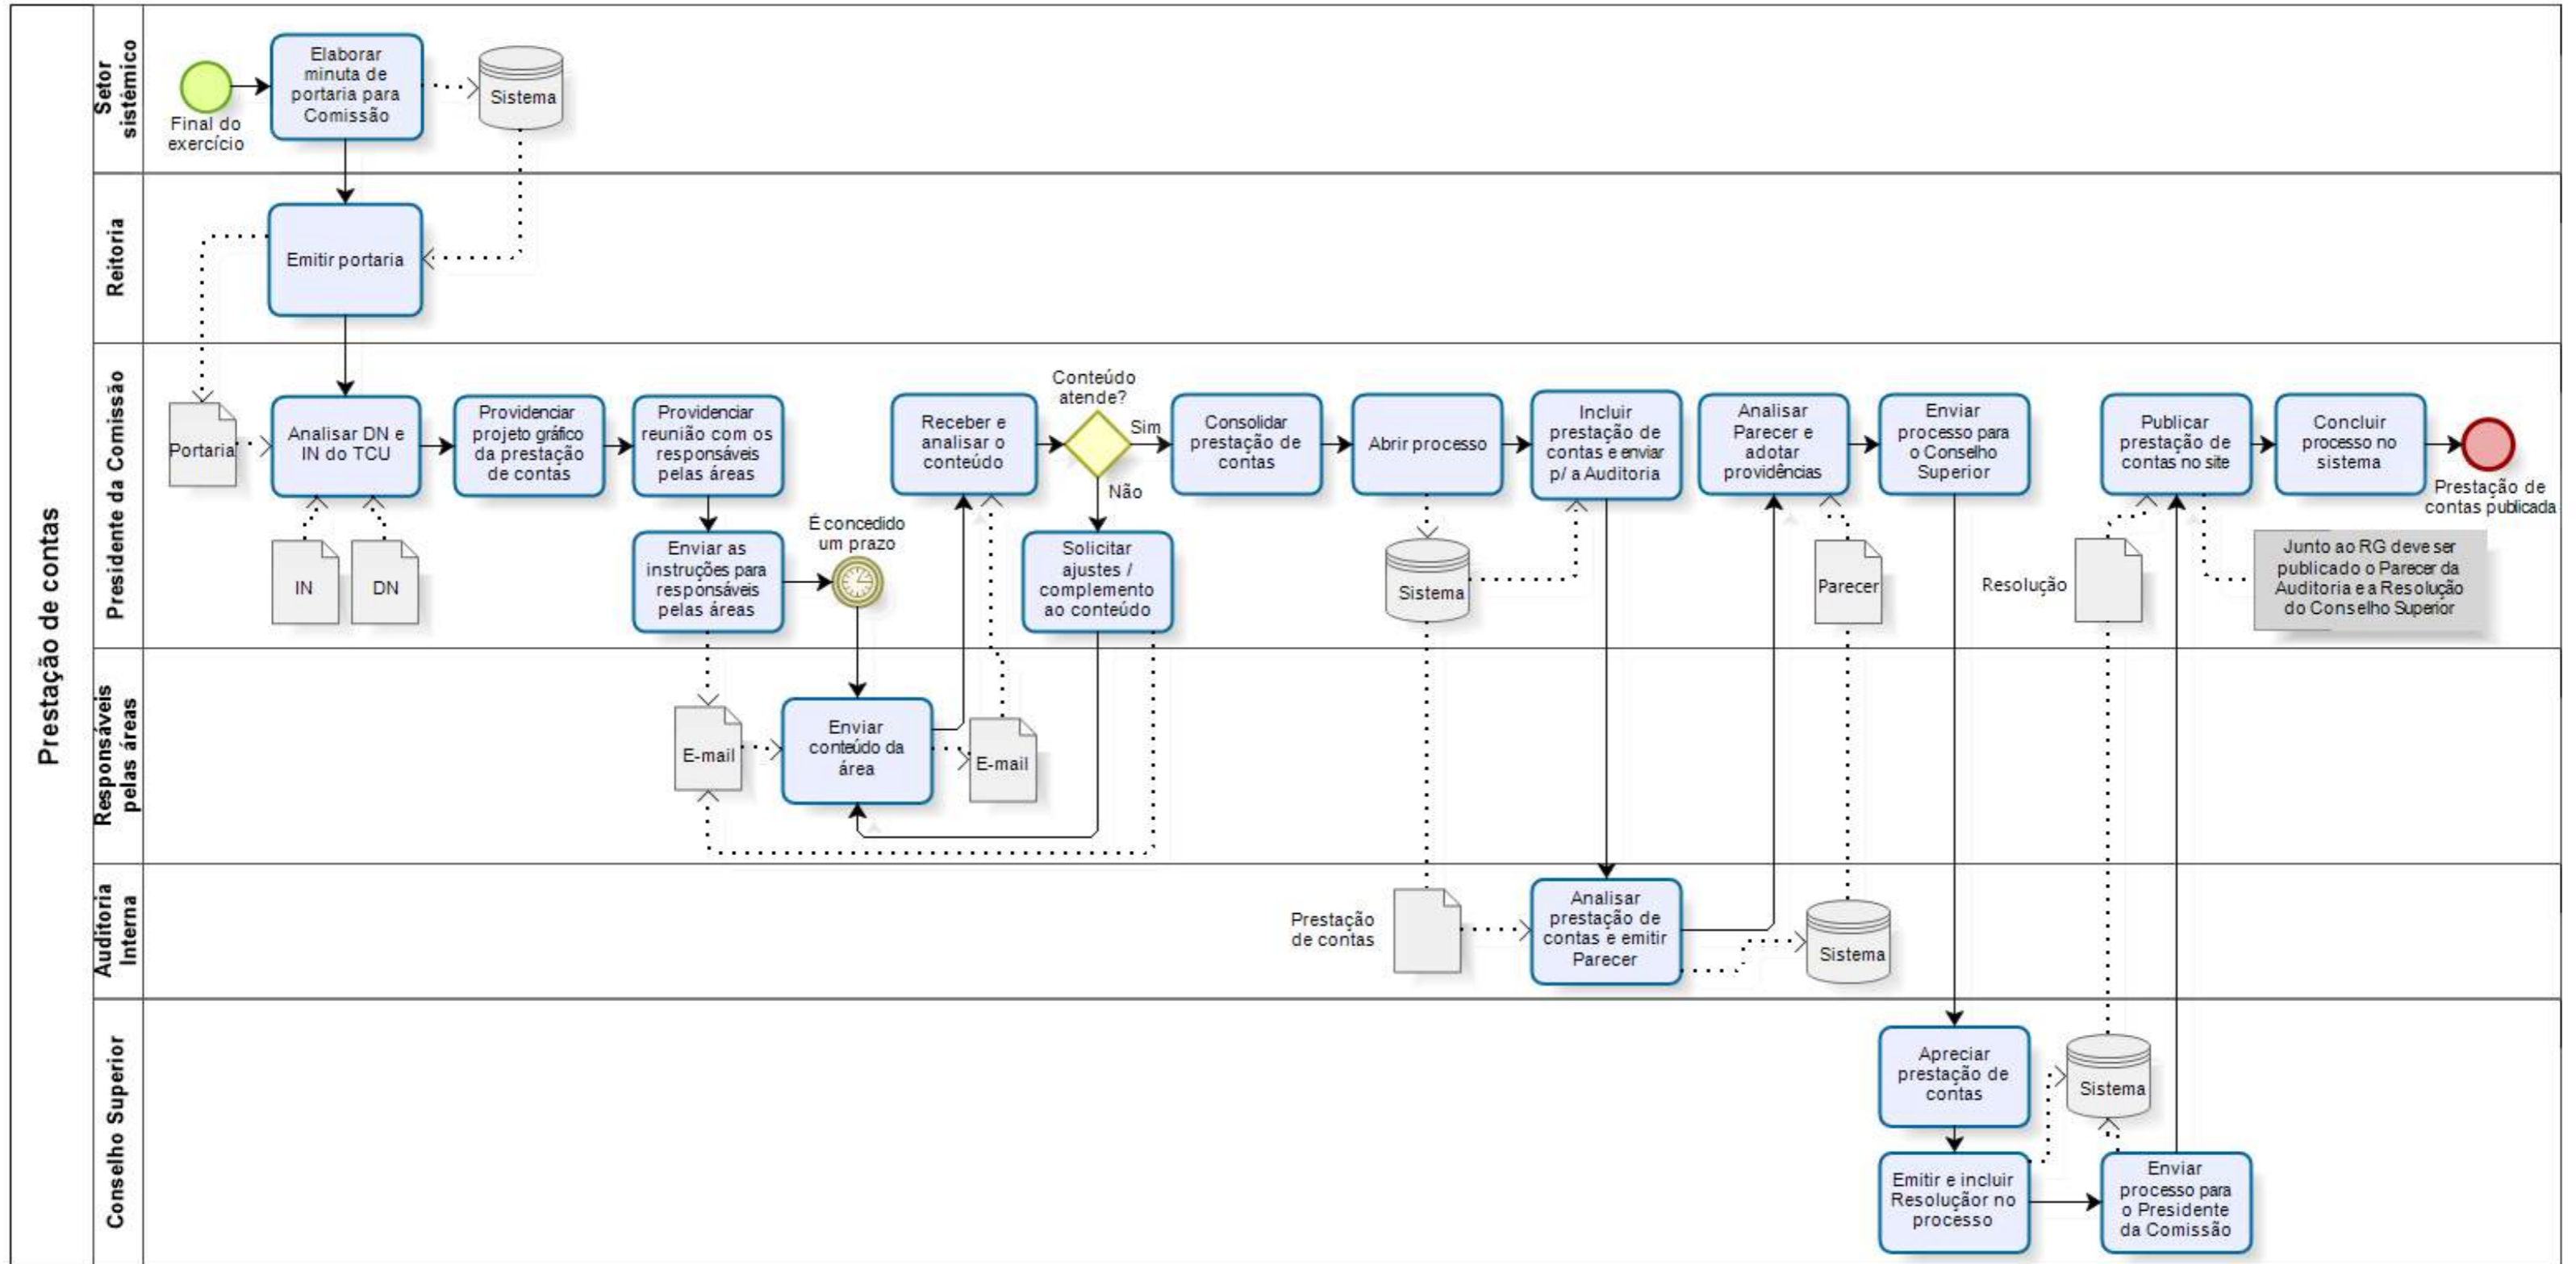 Prestação de contas
Setor
sistêmico
Final do
exercício
Elaborar
minuta de
portaria para
Comissão
Sistema
Reitoria
Emitir portaria
Presidente da Comissão
Portaria
Analisar DN e
IN do TCU
IN
DN
Providenciar
projeto gráfico
da prestação
de contas
Providenciar
reunião com os
responsáveis
pelas áreas
Enviar as
instruções para
responsáveis
pelas áreas
É concedido
um prazo
Receber e
analisar o
conteúdo
Conteúdo
atende?
Sim
Não
Solicitar
ajustes /
complemento
ao conteúdo
Consolidar
prestação de
contas
Abrir processo
Sistema
Incluir
prestação de
contas e enviar
p/ a Auditoria
Analisar
Parecer e
adotar
providências
Parecer
Enviar
processo para
o Conselho
Superior
Resolução
Publicar
prestação de
contas no site
Concluir
processo no
sistema
Prestação de
contas publicada
Junto ao RG deve ser
publicado o Parecer da
Auditoria e a Resolução
do Conselho Superior
Responsáveis
pelas áreas
E-mail
Enviar
conteúdo da
área
E-mail
Auditoria
Interna
Prestação
de contas
Analisar
prestação de
contas e emitir
Parecer
Sistema
Conselho Superior
Apreciar
prestação de
contas
Sistema
Emitir e incluir
Resoluçãor no
processo
Enviar
processo para
o Presidente
da Comissão